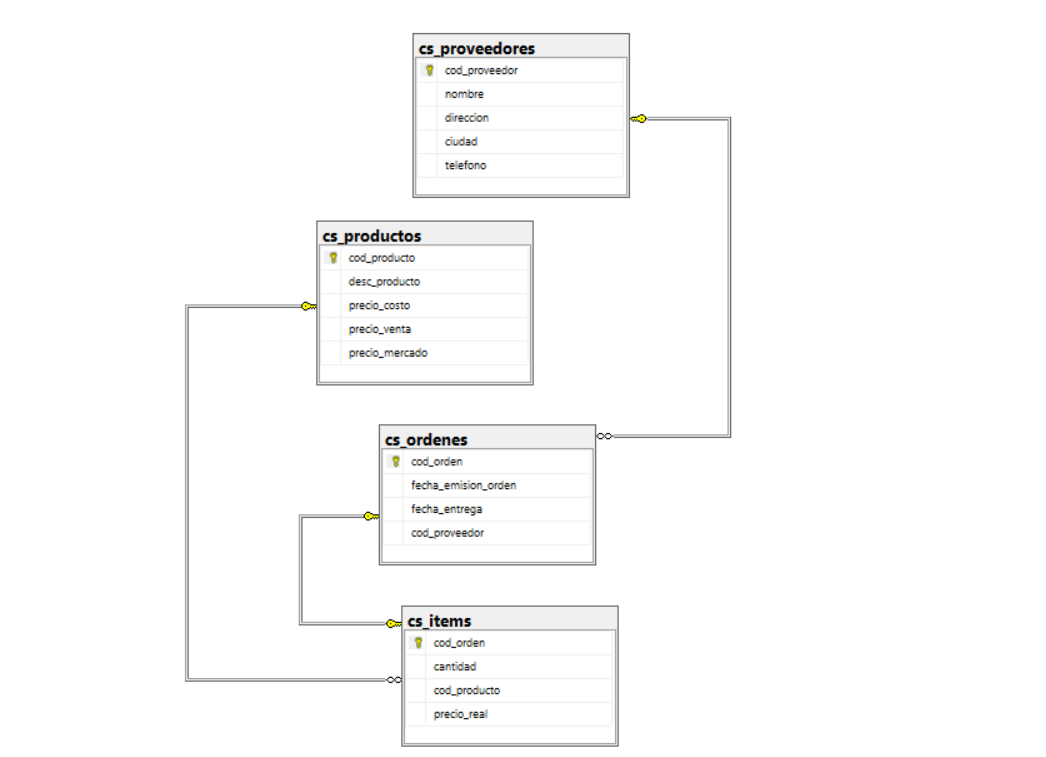 cs_proveedores
cod_proveedor
nombre
direccion
ciudad
telefono
cs_productos
cod_producto
desc_producto
precio_costo
precio_venta
precio_mercado
cs_ordenes
cod_orden
fecha_emision_orden
fecha_entrega
cod_proveedor
cs_items
cod_orden
cantidad
cod_producto
precio_real